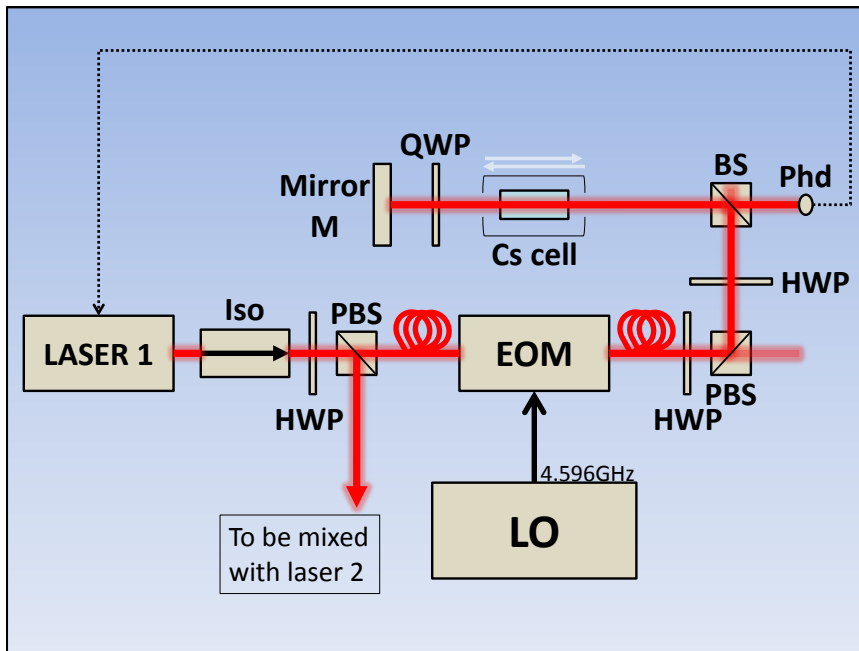 QWP
Mirror
M
Cs cell
BS
Phd
HWP
LASER 1
Iso
PBS
HWP
EOM
HWP
PBS
4.596GHz
LO
To be mixed
with laser 2